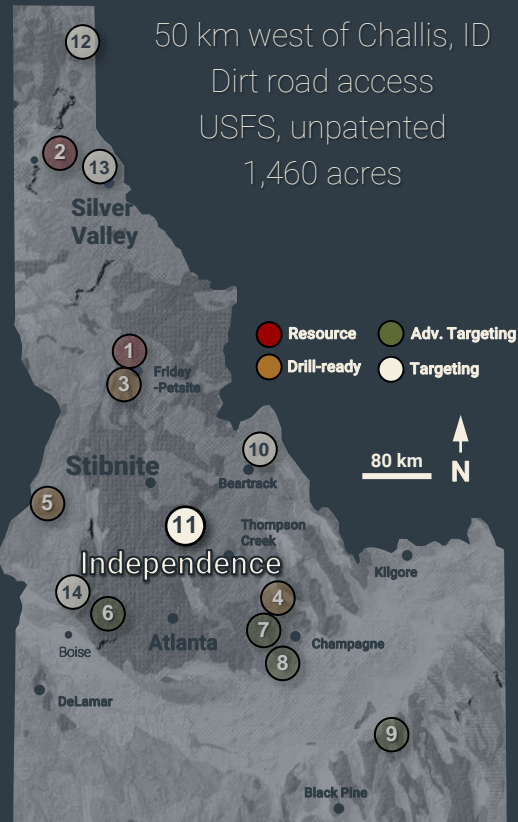 50 km west of Challis, ID
Dirt road access
USFS, unpatented
1,460 acres
12
2
13
Silver
Valley
Resource
Adv. Targeting
Drill-ready
Targeting
1
3
Friday
-Petsite
10
Beartrack
80 km
N
Stibnite
5
11
Thompson
Creek
Independence
Kilgore
14
6
4
7
Boise
Atlanta
Champagne
8
DeLamar
9
Black Pine